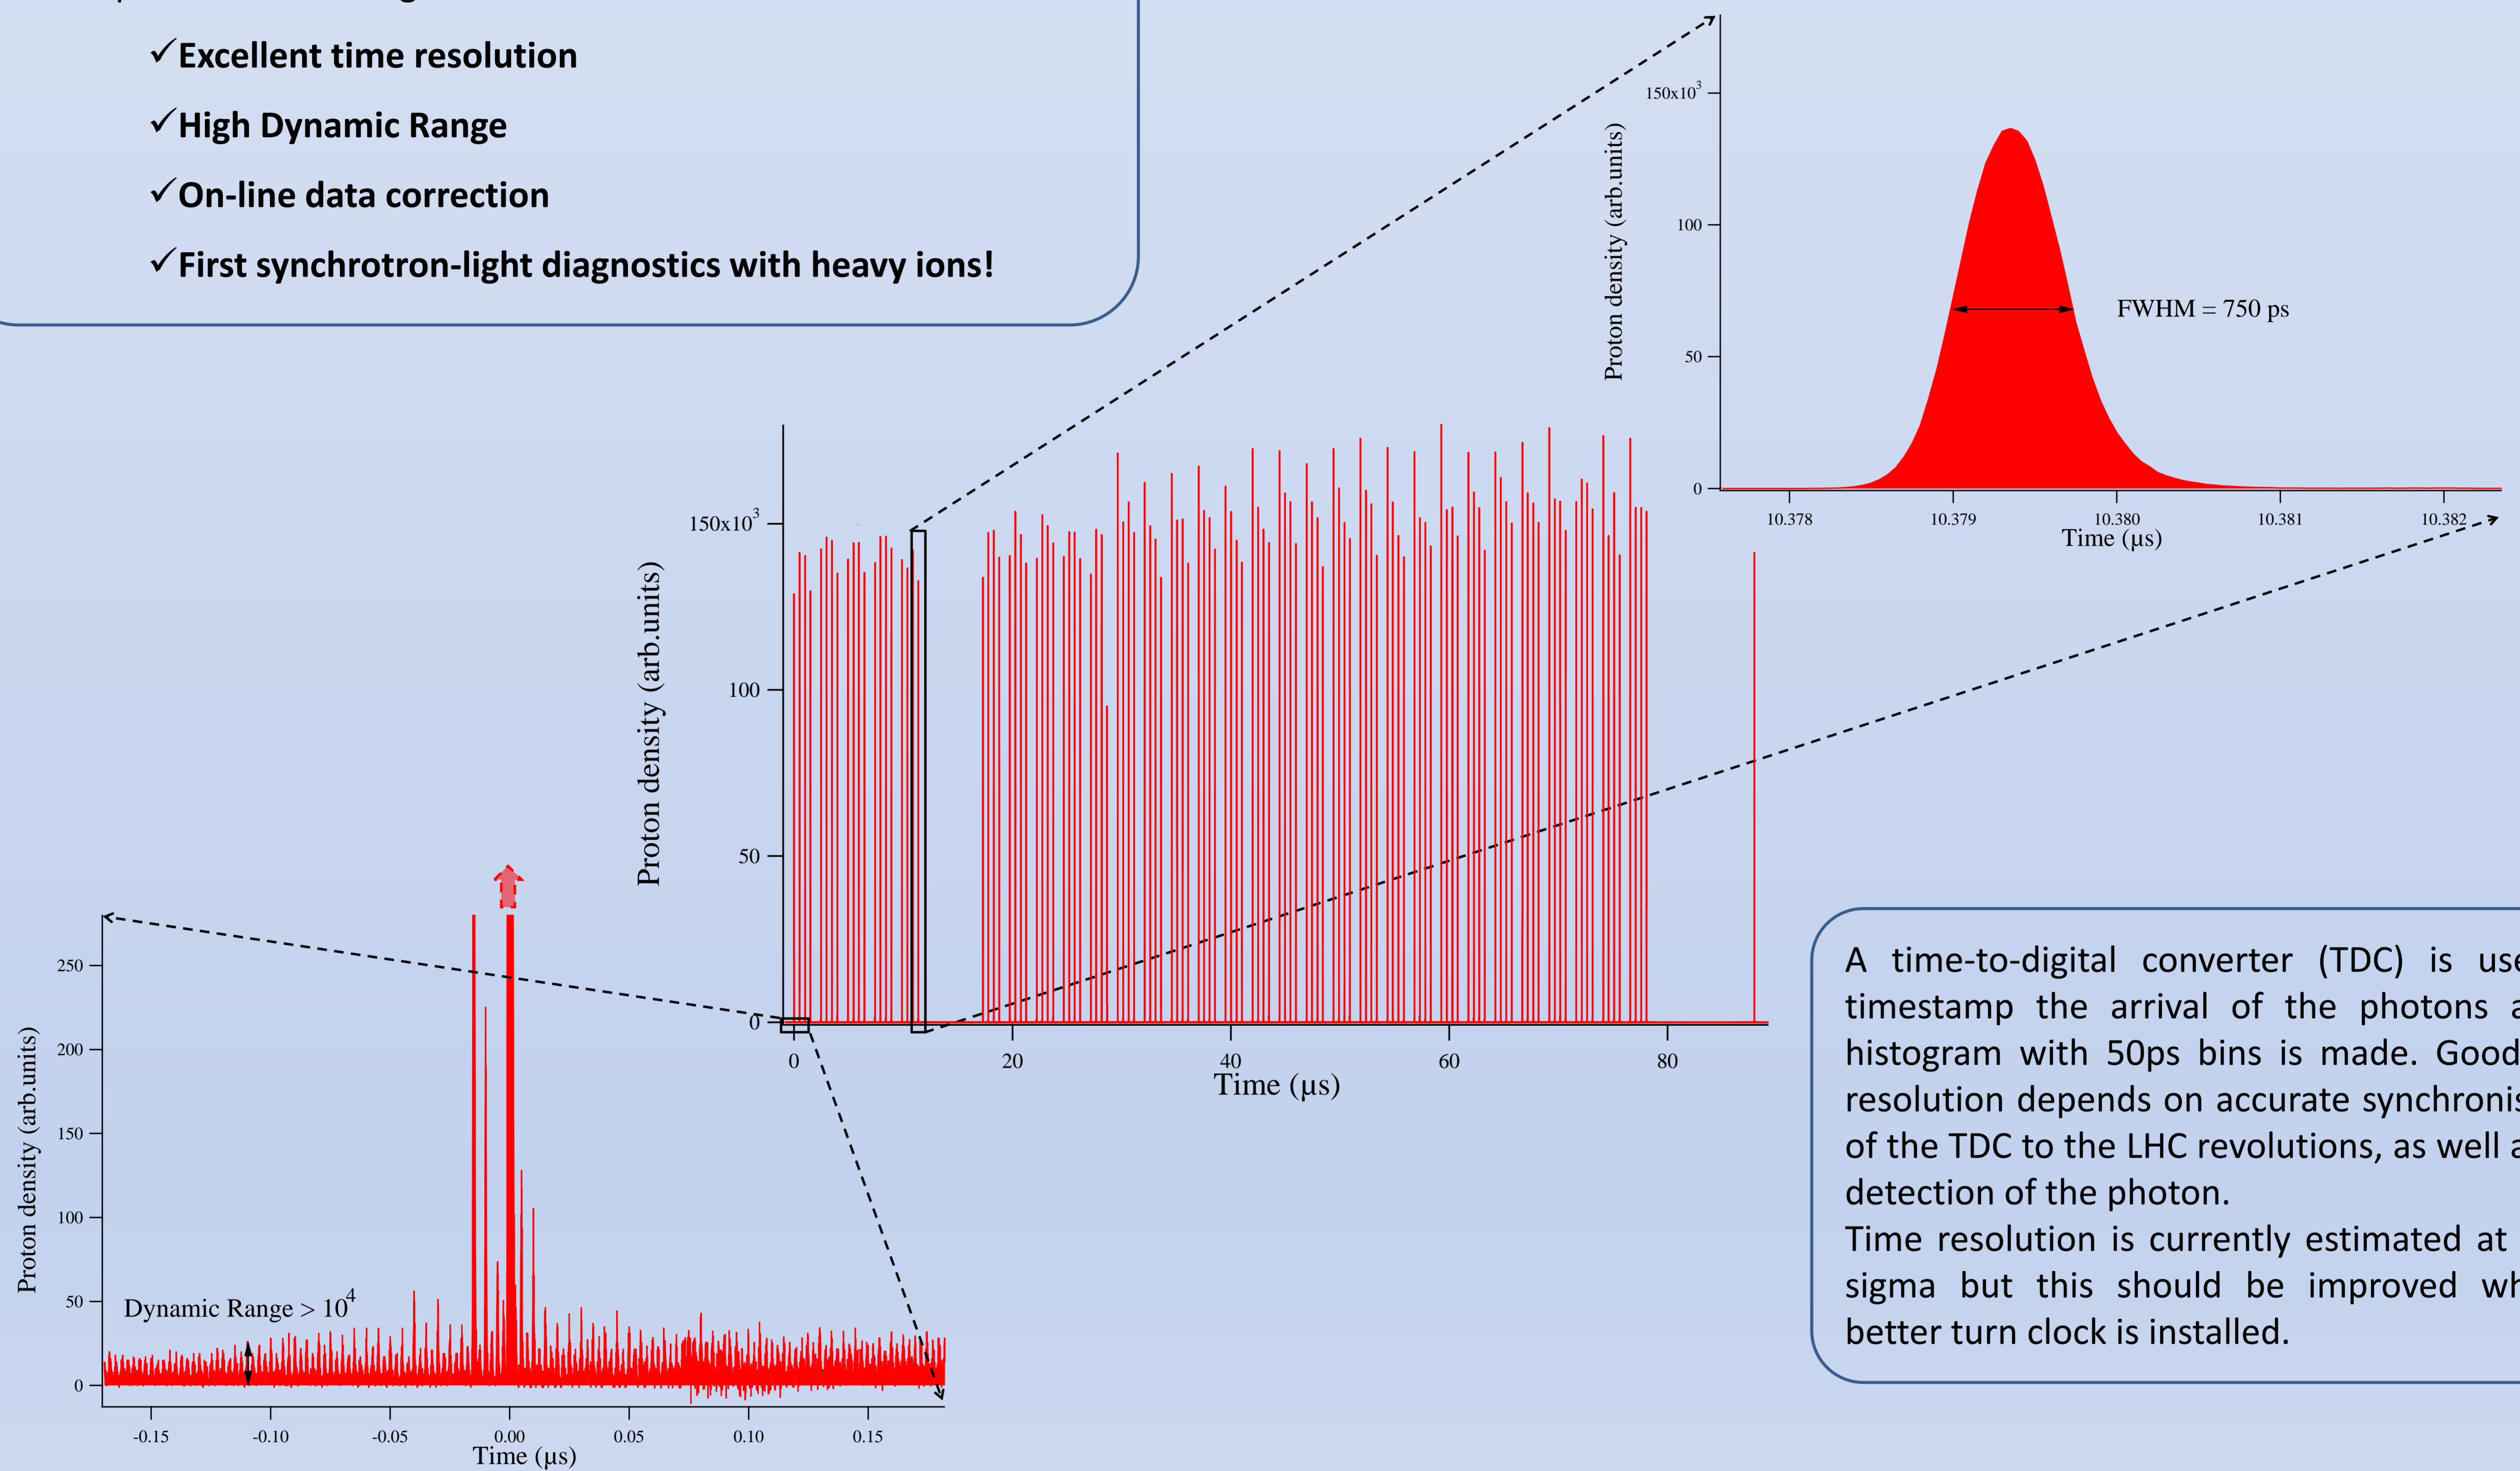 ✓Excellent time resolution
✓High Dynamic Range
✓On-line data correction
✓First synchrotron-light diagnostics with heavy ions!
150x10³
100
50
0
Proton density (arb.units)
FWHM = 750 ps
10.378 10.379 10.380 10.381 10.382
Time (µs)
150x10³
100
50
0
Proton density (arb.units)
0 20 40 60 80
Time (µs)
250
200
150
100
50
0
Proton density (arb.units)
Dynamic Range > 10⁴
-0.15 -0.10 -0.05 0.00 0.05 0.10 0.15
Time (µs)
A time-to-digital converter (TDC) is
timestamp the arrival of the photons
histogram with 50ps bins is made. Good
resolution depends on accurate
of the TDC to the LHC revolutions, as well
detection of the photon.
Time resolution is currently estimated at
sigma but this should be improved
better turn clock is installed.